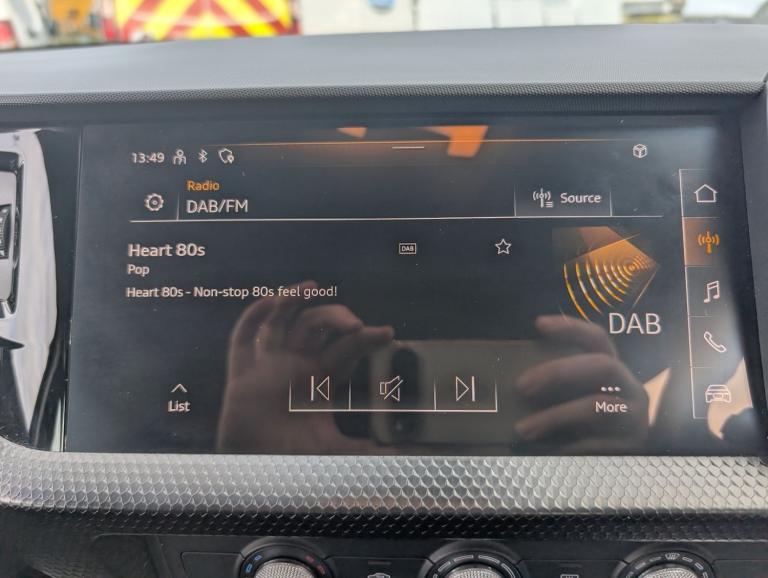 13:49
Radio
DAB/FM
Source
Heart 80s
DAB
Pop
Heart 80s - Non-stop 80s feel good!
DAB
List
More